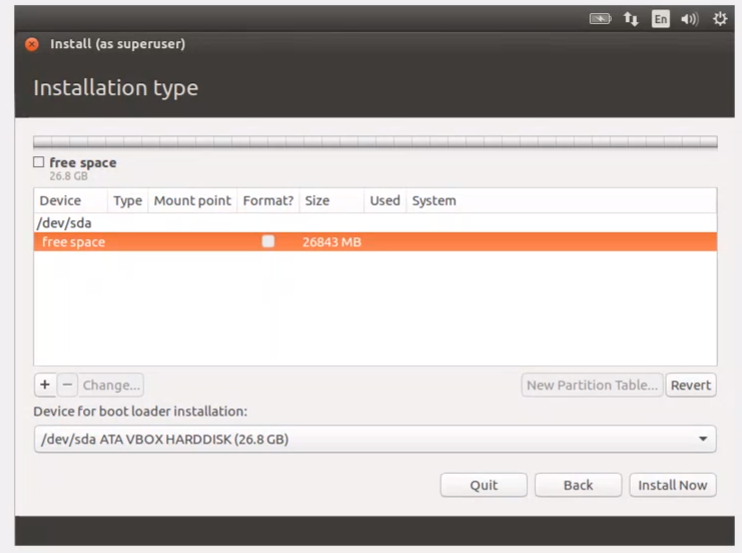 En
Install (as superuser)
Installation type
free space
26.8 GB
Device Type Mount point Format? Size Used System
/dev/sda
free space 26843 MB
+ − Change... New Partition Table... Revert
Device for boot loader installation:
/dev/sda ATA VBOX HARDDISK (26.8 GB)
Quit Back Install Now